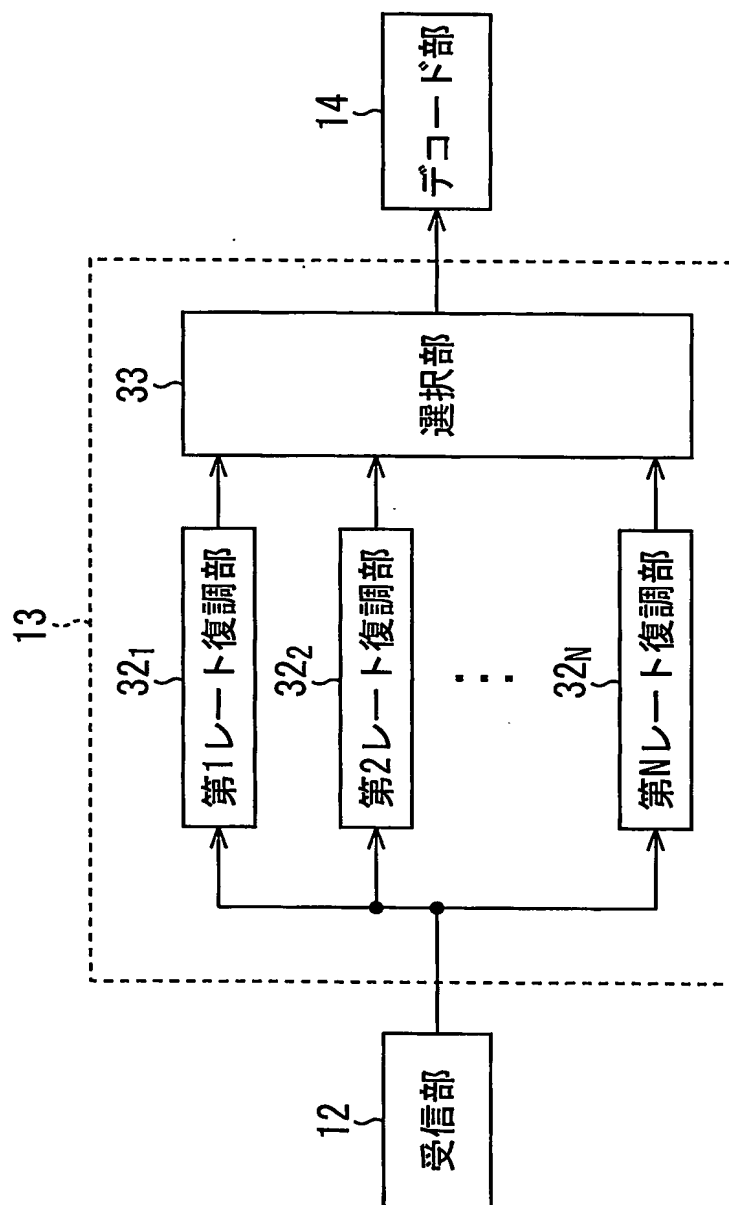 13
12
受信部
32₁
第1レート復調部
32₂
第2レート復調部
32N
第Nレート復調部
33
選択部
14
デコード部